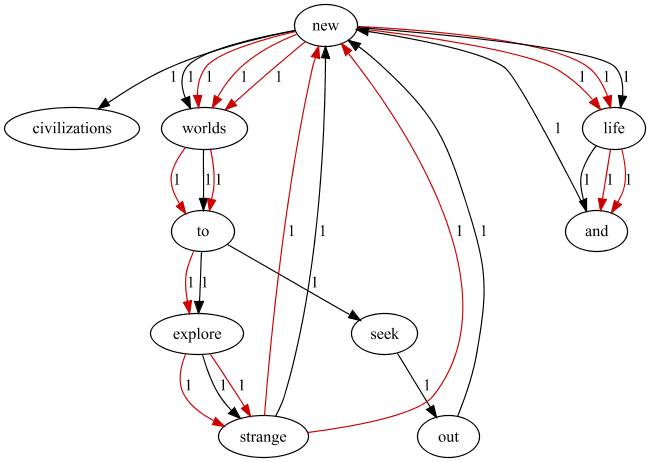 new
1 1 1 1 1 1 1 1
civilizations worlds 1 life
1 1 1 1 1
to 1 1 1 1 and
1 1 1
explore seek
1 1 1 1
strange out